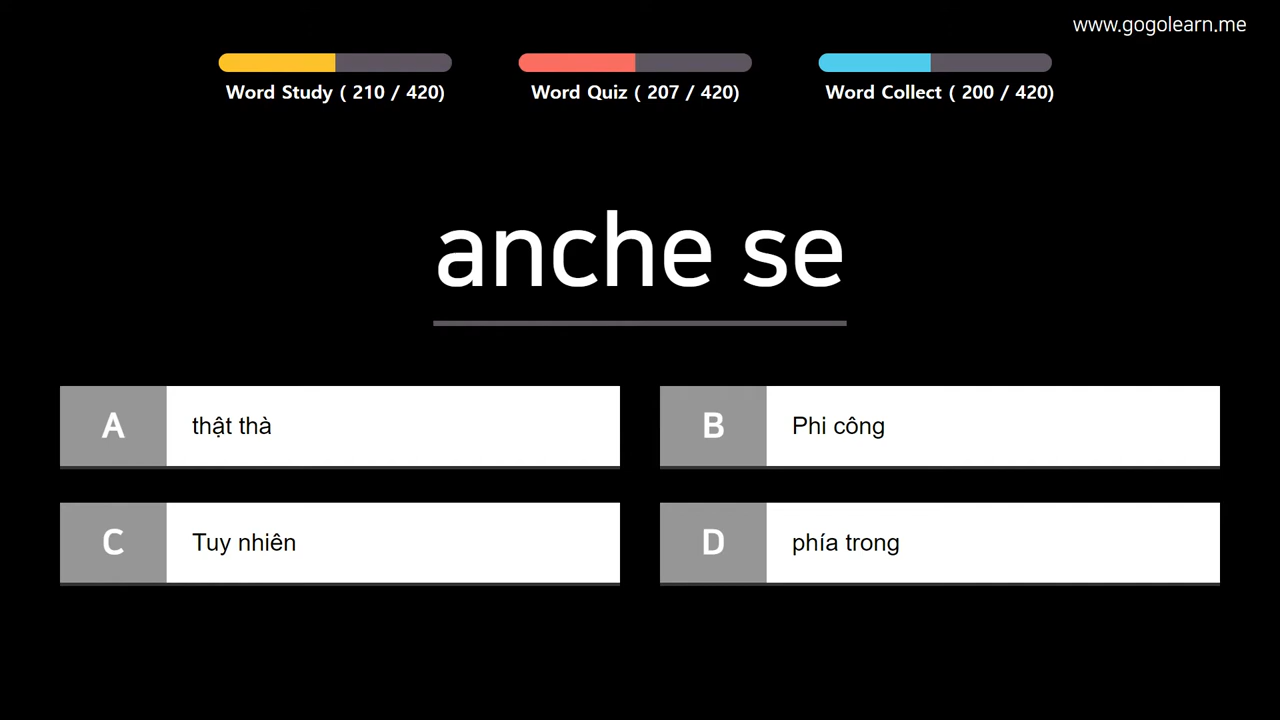 www.gogolearn.me
Word Study ( 210 / 420)
Word Quiz ( 207 / 420)
Word Collect ( 200 / 420)
anche se
A thật thà
B Phi công
C Tuy nhiên
D phía trong